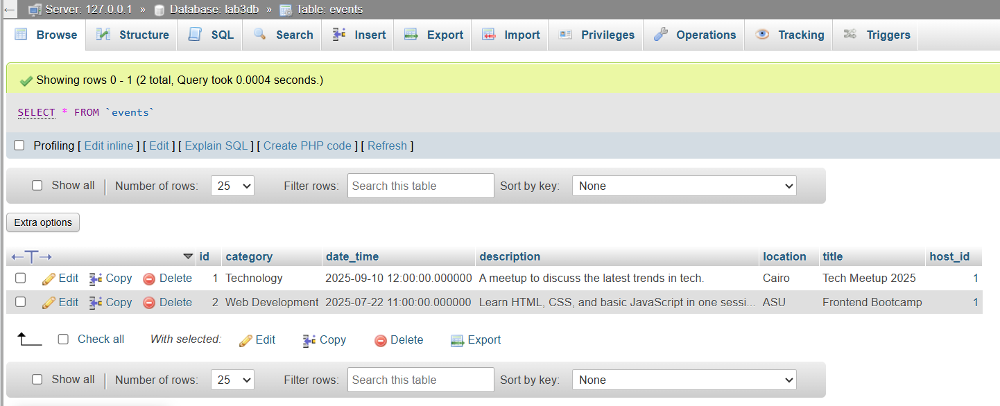 ← Server: 127.0.0.1 » Database: lab3db » Table: events
Browse Structure SQL Search Insert Export Import Privileges Operations Tracking Triggers
Showing rows 0 - 1 (2 total, Query took 0.0004 seconds.)
SELECT * FROM `events`
Profiling [ Edit inline ] [ Edit ] [ Explain SQL ] [ Create PHP code ] [ Refresh ]
Show all | Number of rows: 25 Filter rows: Search this table Sort by key: None
Extra options
←T→ id category date_time description location title host_id
Edit Copy Delete 1 Technology 2025-09-10 12:00:00.000000 A meetup to discuss the latest trends in tech. Cairo Tech Meetup 2025 1
Edit Copy Delete 2 Web Development 2025-07-22 11:00:00.000000 Learn HTML, CSS, and basic JavaScript in one sessi... ASU Frontend Bootcamp 1
Check all With selected: Edit Copy Delete Export
Show all | Number of rows: 25 Filter rows: Search this table Sort by key: None